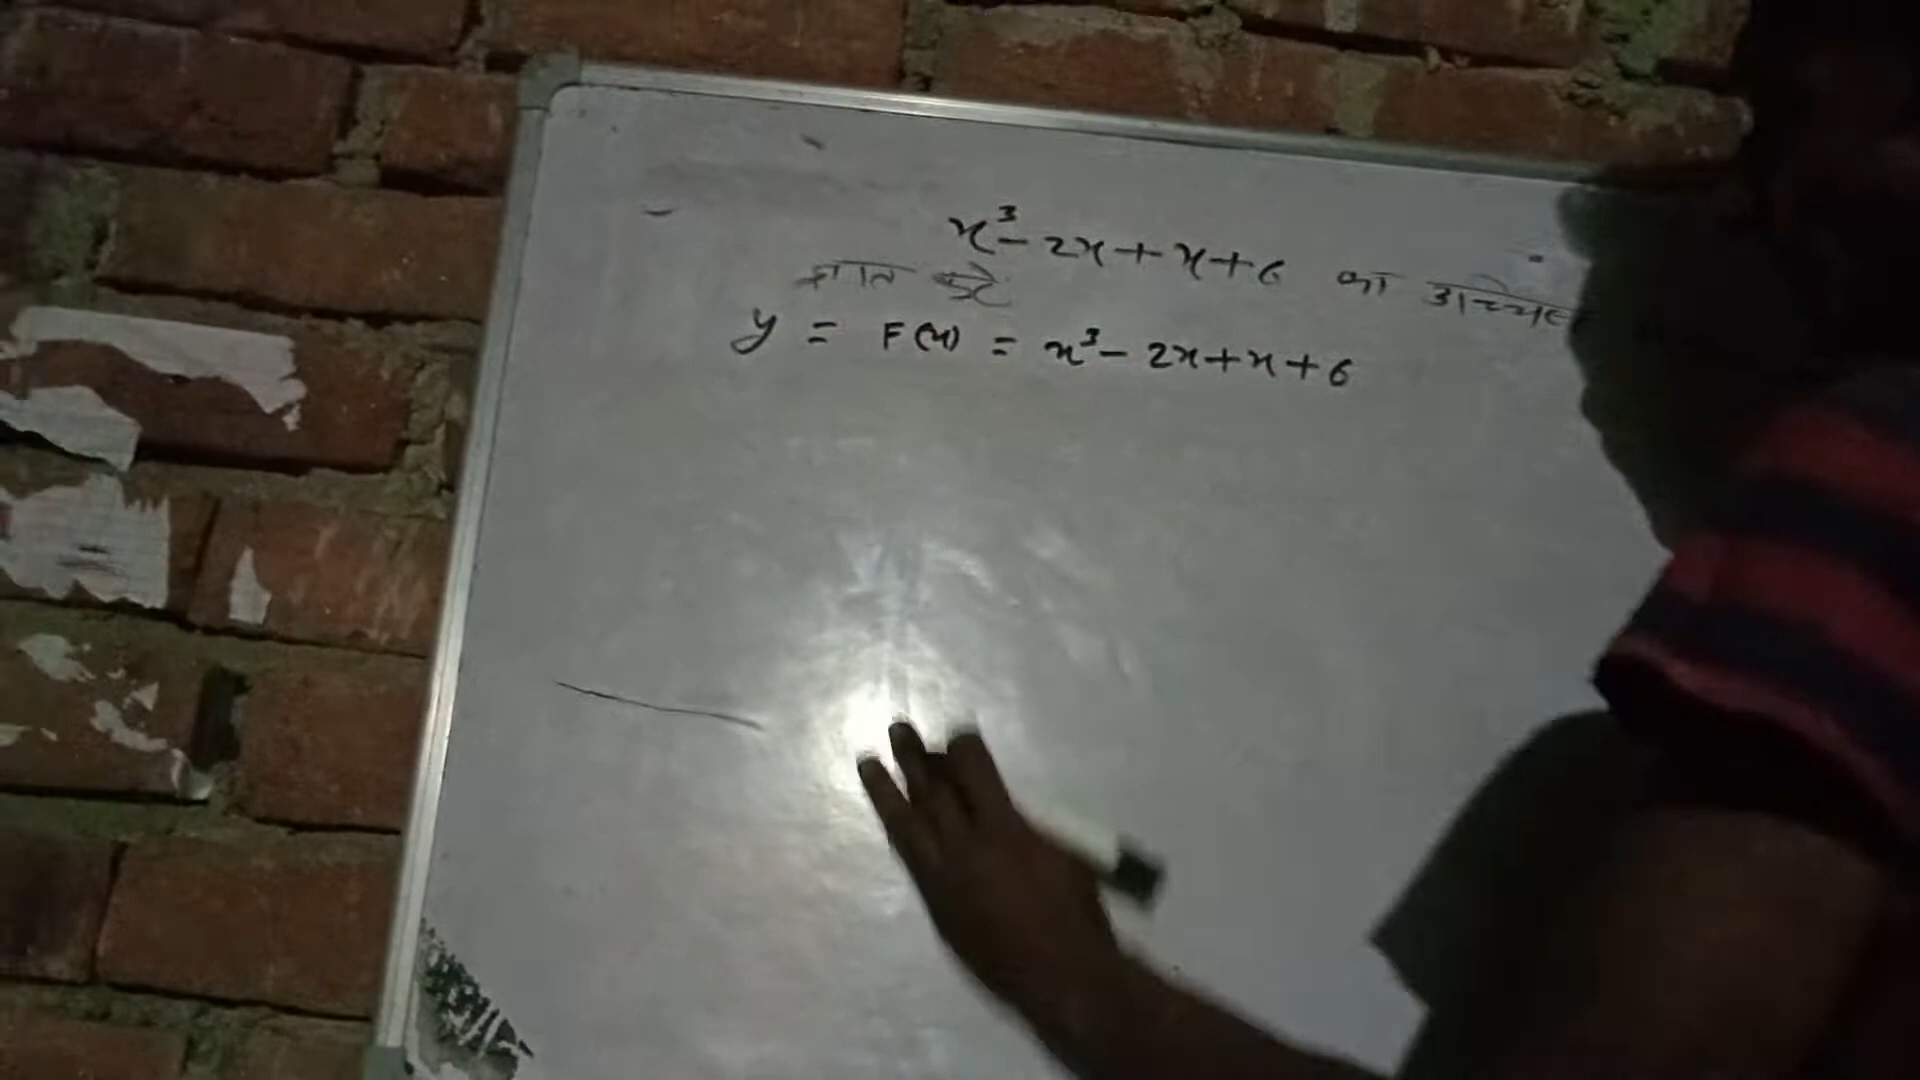 x³ - 2x + x + 6 का
ज्ञात करें
y = F(x) = x³ - 2x + x + 6